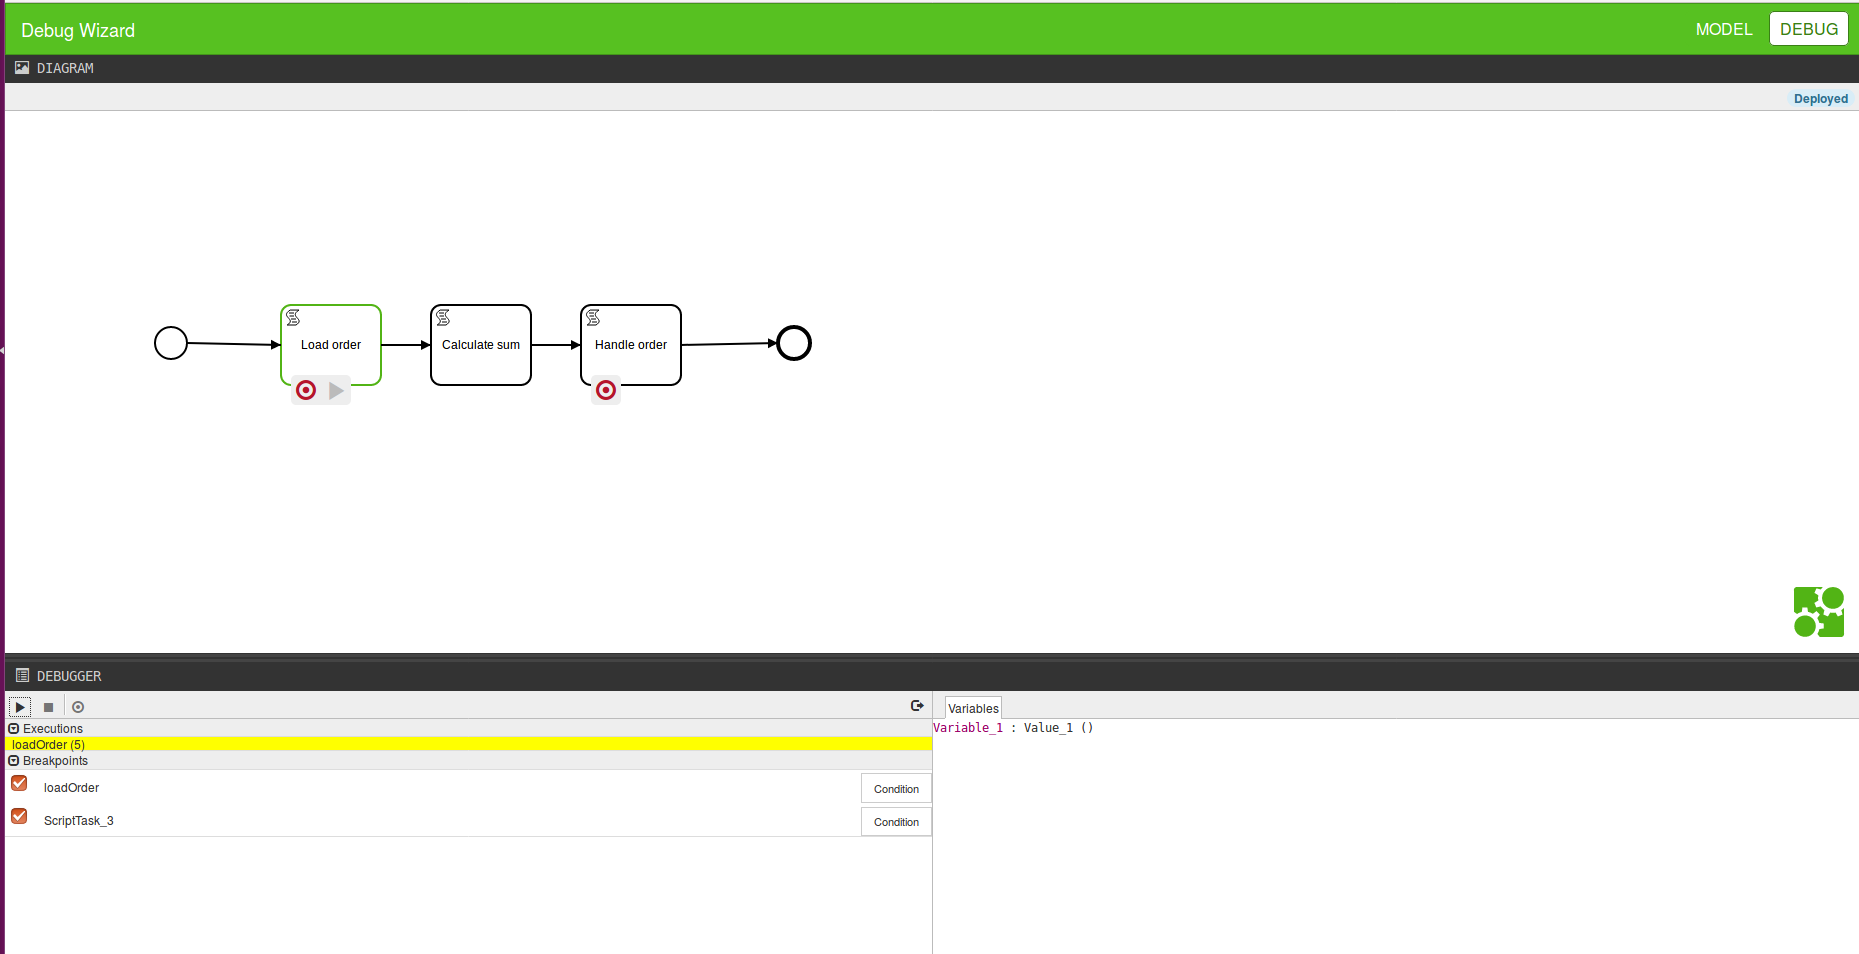 Debug Wizard
MODEL
DEBUG
DIAGRAM
Deployed
Load order
Calculate sum
Handle order
DEBUGGER
Executions
loadOrder (5)
Breakpoints
loadOrder
Condition
ScriptTask_3
Condition
Variables
Variable_1 : Value_1 ()